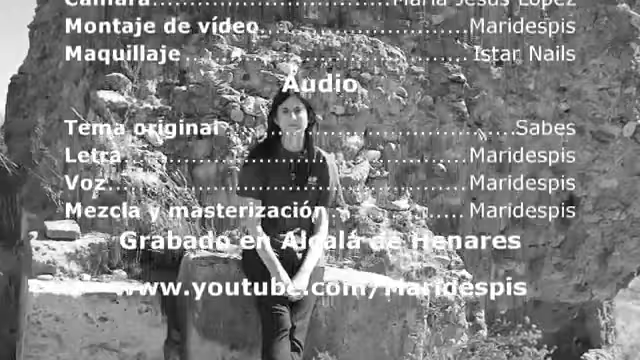 Cámara..............................María Jesús López
Montaje de vídeo..........................Maridespis
Maquillaje.................................... Istar Nails
Audio
Tema original.....................................Sabes
Letra............................................Maridespis
Voz..............................................Maridespis
Mezcla y masterización.................Maridespis
Grabado en Alcalá de Henares
www.youtube.com/Maridespis